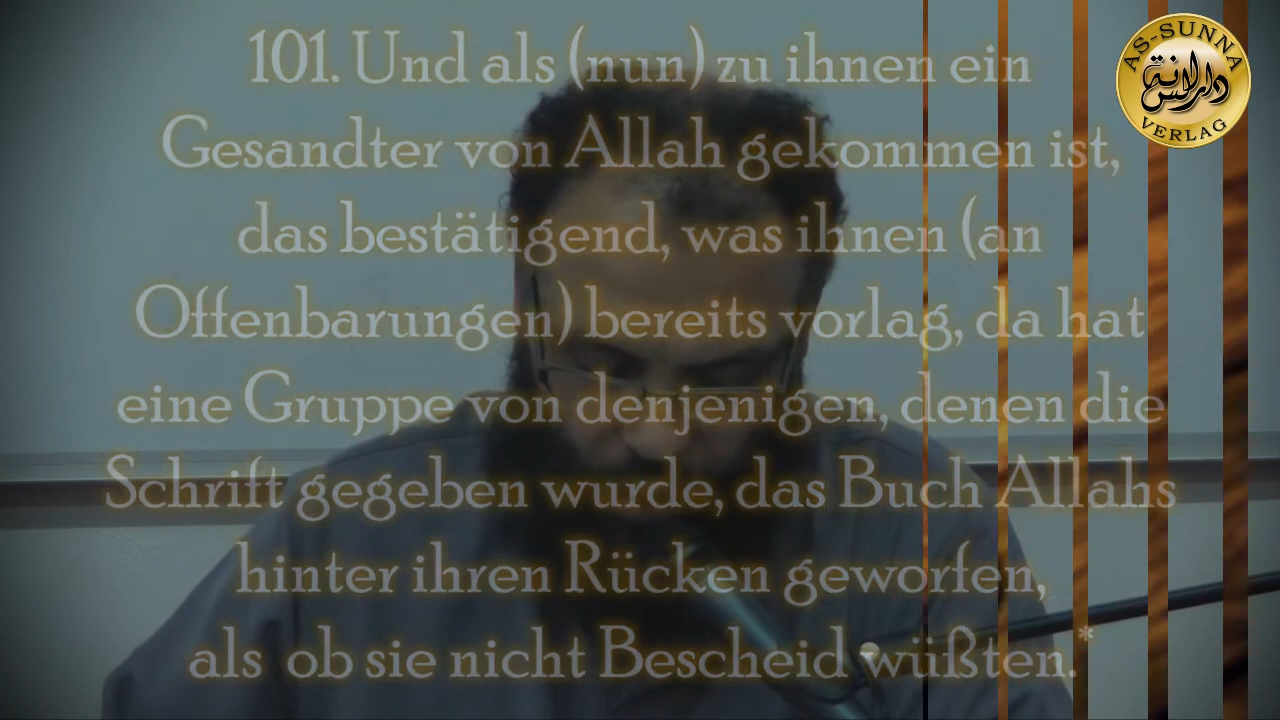 101. Und als (nun) zu ihnen ein
Gesandter von Allah gekommen ist,
das bestätigend, was ihnen (an
Offenbarungen) bereits vorlag, da hat
eine Gruppe von denjenigen, denen die
Schrift gegeben wurde, das Buch Allahs
hinter ihren Rücken geworfen,
als ob sie nicht Bescheid wüßten.*
AS-SUNNA
دار السنة
VERLAG